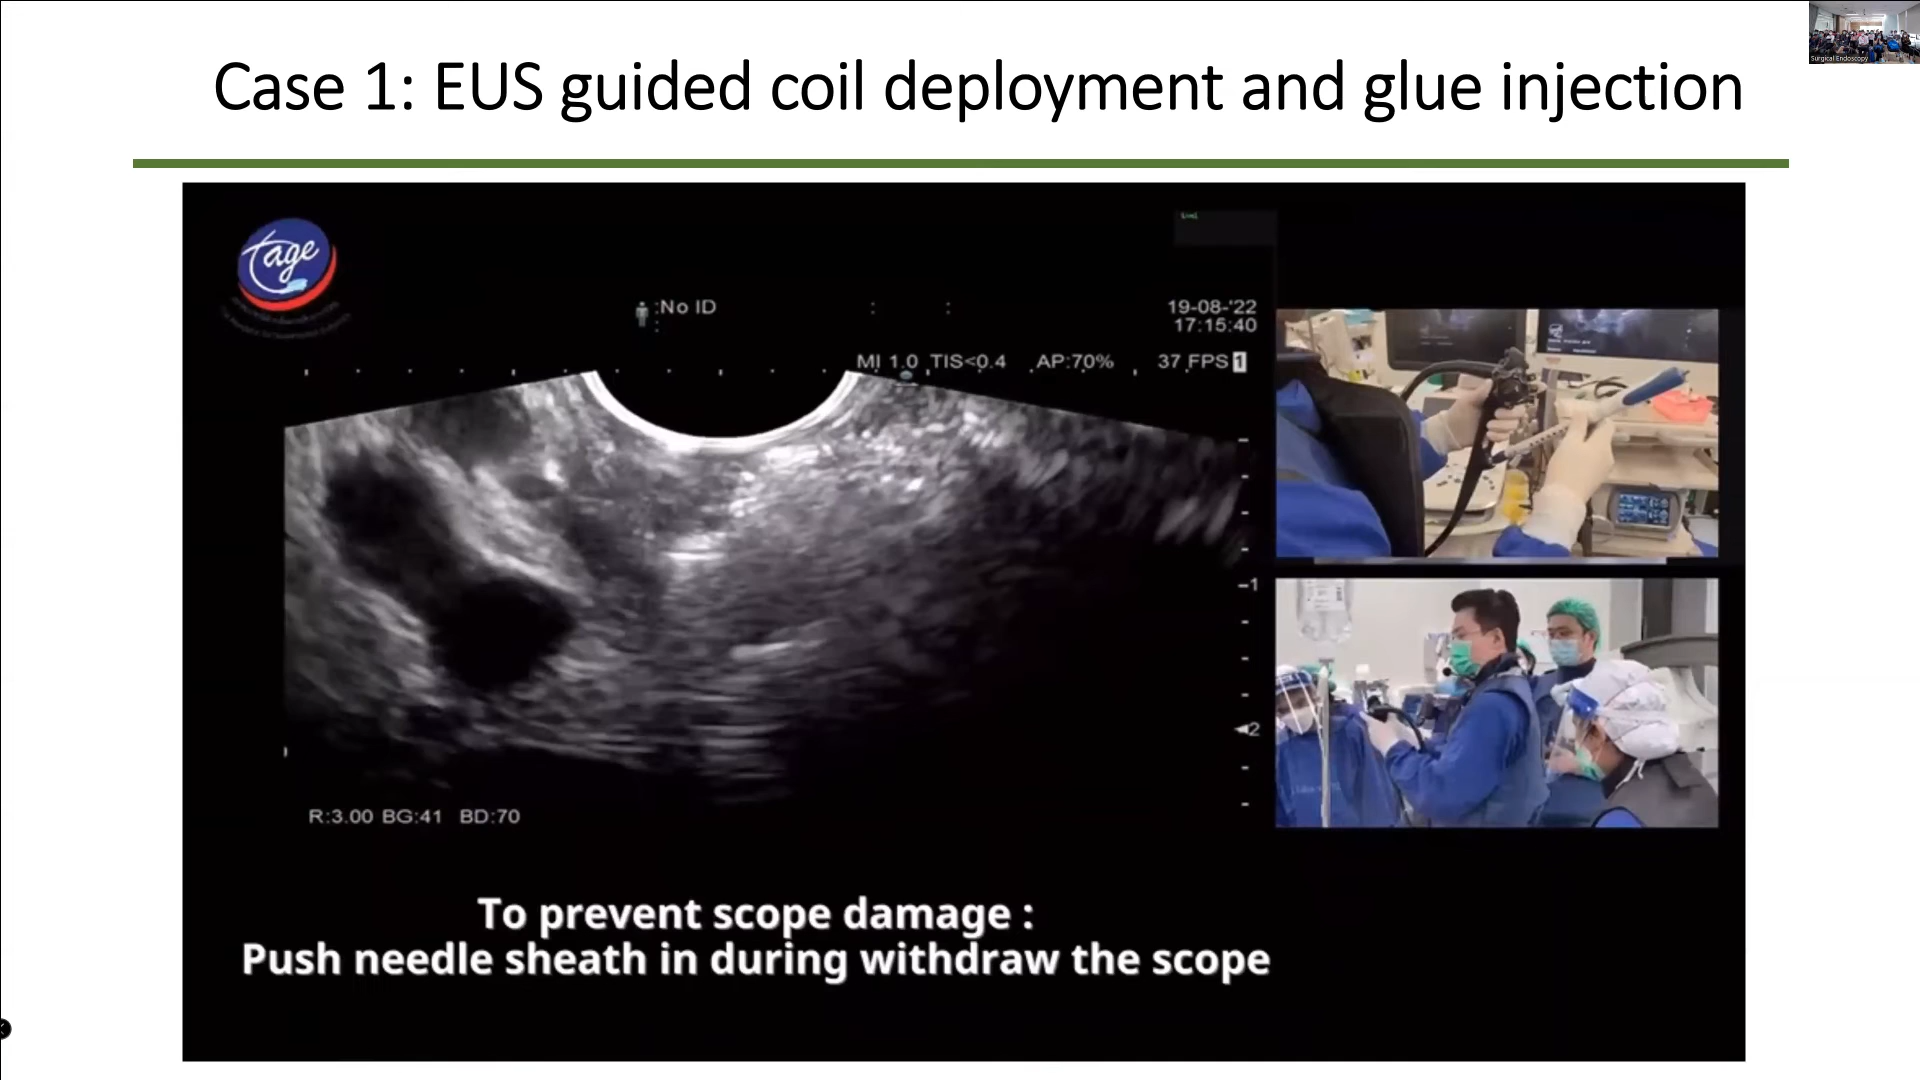 Surgical Endoscopy
Case 1: EUS guided coil deployment and glue injection
tage
:No ID
: :
19-08-'22
17:15:40
MI 1.0 TIS<0.4 AP:70% 37 FPS 1
1
2
R:3.00 BG:41 BD:70
To prevent scope damage :
Push needle sheath in during withdraw the scope